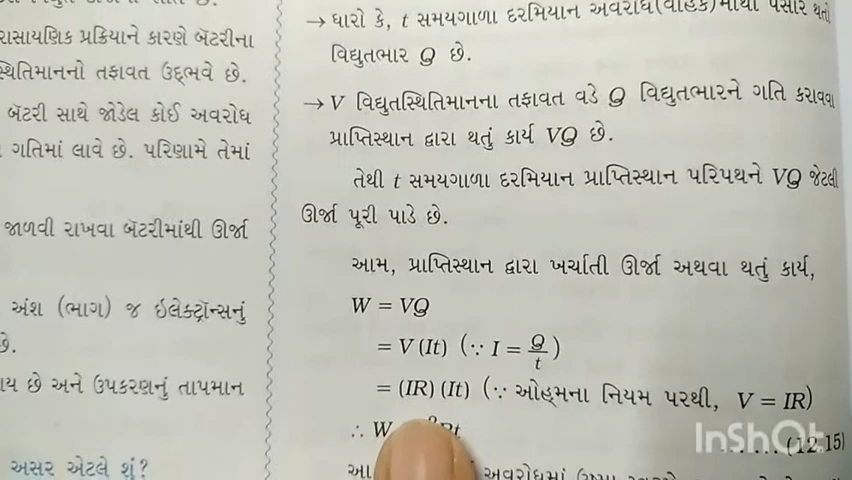 રાસાયણિક પ્રક્રિયાને કારણે બૅટરીના
સ્થિતિમાનનો તફાવત ઉદ્ભવે છે.
બૅટરી સાથે જોડેલ કોઈ અવરોધ
ગતિમાં લાવે છે. પરિણામે તેમાં
જાળવી રાખવા બૅટરીમાંથી ઊર્જા
અંશ (ભાગ) જ ઇલેક્ટ્રૉન્સનું
છે.
છે અને ઉપકરણનું તાપમાન
અસર એટલે શું?
→ ધારો કે, t સમયગાળા દરમિયાન અવરોધ(વાહક)માંથી પસાર થતો
વિદ્યુતભાર Q છે.
→ V વિદ્યુતસ્થિતિમાનના તફાવત વડે Q વિદ્યુતભારને ગતિ કરાવવા
પ્રાપ્તિસ્થાન દ્વારા થતું કાર્ય VQ છે.
તેથી t સમયગાળા દરમિયાન પ્રાપ્તિસ્થાન પરિપથને VQ જેટલી
ઊર્જા પૂરી પાડે છે.
આમ, પ્રાપ્તિસ્થાન દ્વારા ખર્ચાતી ઊર્જા અથવા થતું કાર્ય,
W = VQ
= V (It) (∵ I = Q/t)
= (IR) (It) (∵ ઓહ્મના નિયમ પરથી, V = IR)
∴ W ......(12.15)
અવરોધમાં
InShOt